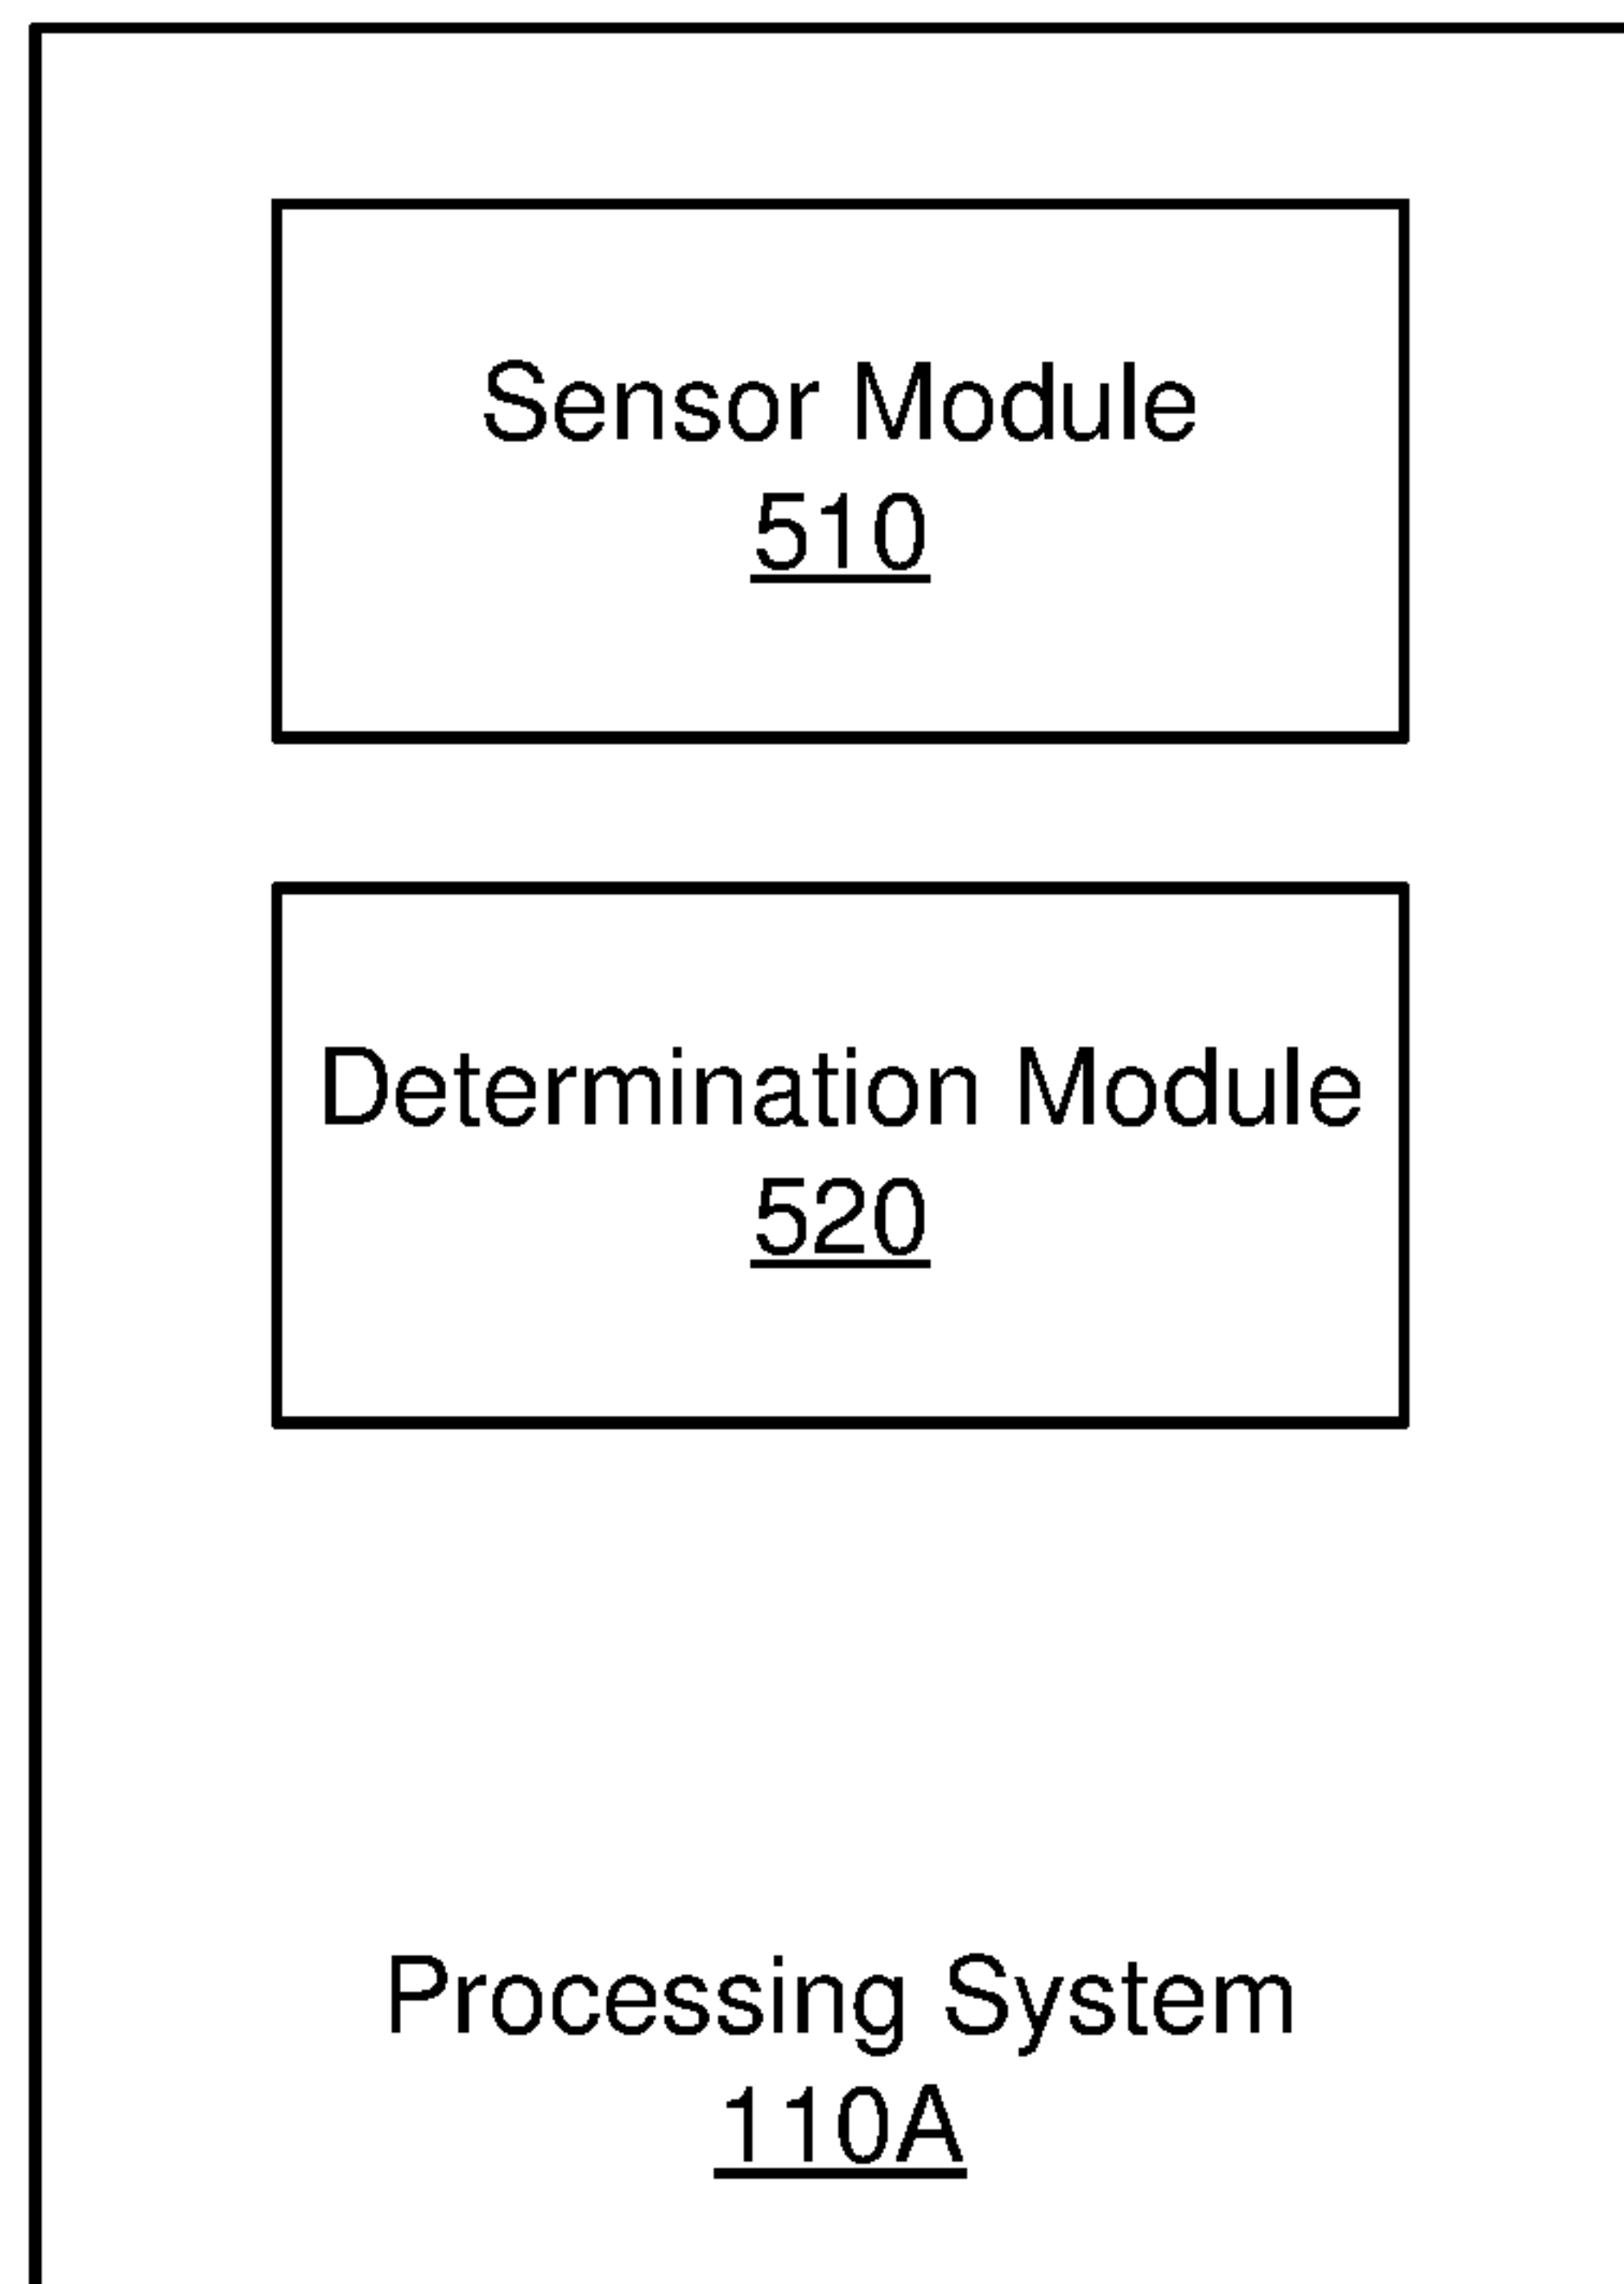 Sensor Module
510
Determination Module
520
Processing System
110A